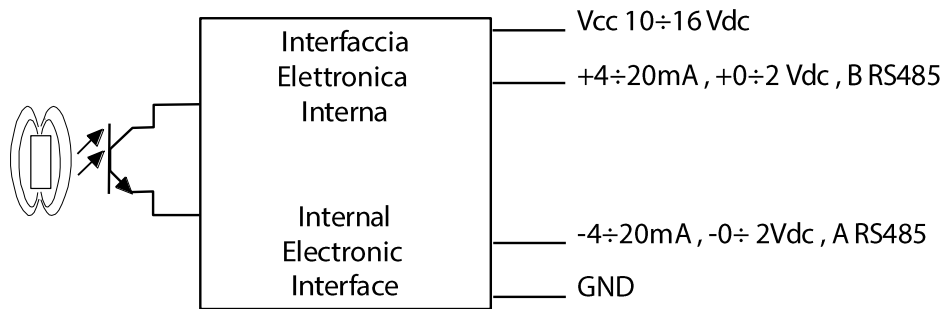 Interfaccia
Elettronica
Interna
Internal
Electronic
Interface
Vcc 10÷16 Vdc
+4÷20mA , +0÷2 Vdc , B RS485
-4÷20mA , -0÷ 2Vdc , A RS485
GND